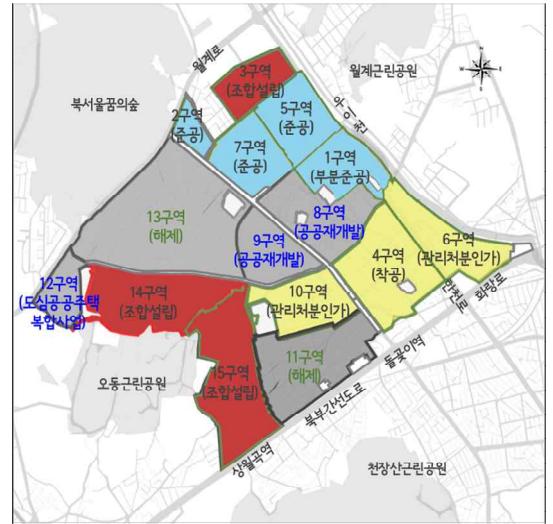 월계로
3구역
(조합설립)
월계근린공원
N
W
E
S
북서울꿈의숲
우이천
2구역
(준공)
5구역
(준공)
7구역
(준공)
1구역
(부분준공)
13구역
(해제)
8구역
(공공재개발)
9구역
(공공재개발)
6구역
(관리처분인가)
4구역
(착공)
12구역
(도심공공주택
복합사업)
14구역
(조합설립)
10구역
(관리처분인가)
한천로
화랑로
11구역
(해제)
돌곶이역
오동근린공원
15구역
(조합설립)
북부간선도로
상월곡역
천장산근린공원